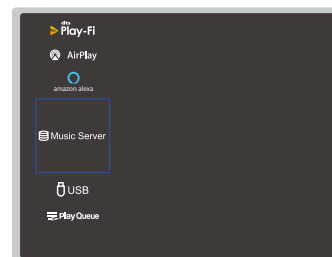 dts
Play-Fi
AirPlay
amazon alexa
Music Server
USB
Play Queue